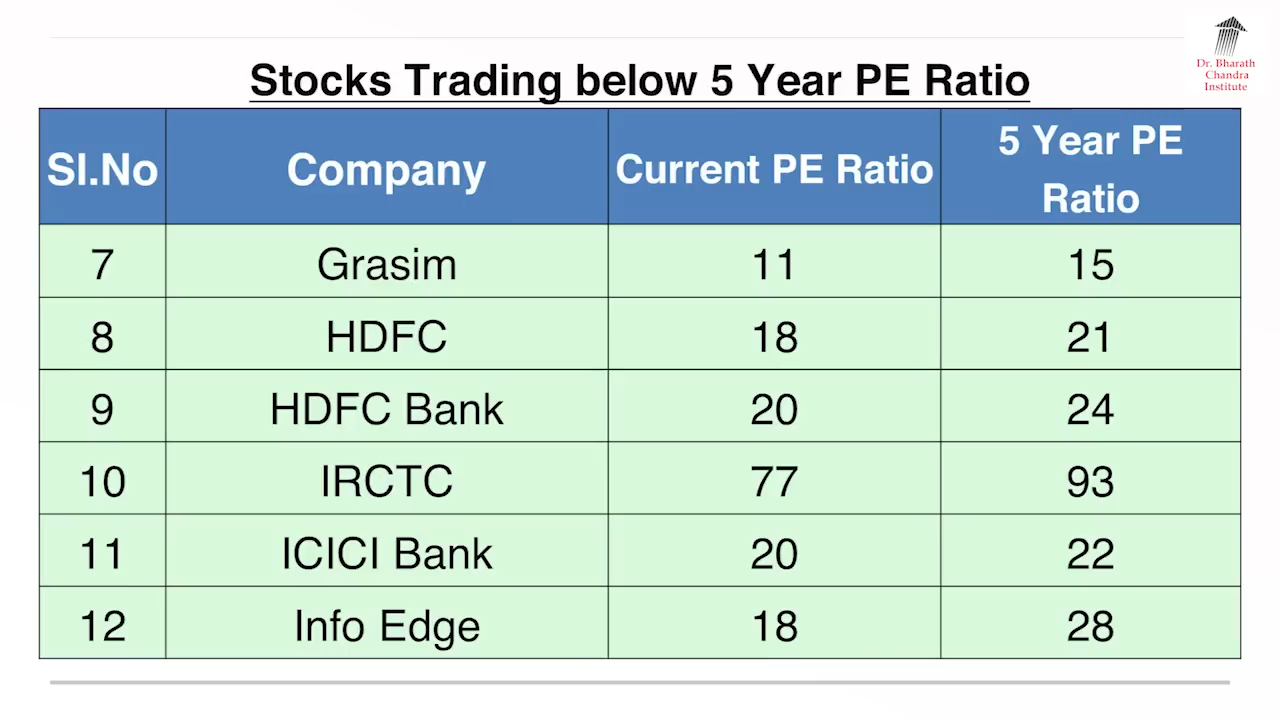 Dr. Bharath
Chandra
Institute
Stocks Trading below 5 Year PE Ratio
Sl.No Company Current PE Ratio 5 Year PE Ratio
7 Grasim 11 15
8 HDFC 18 21
9 HDFC Bank 20 24
10 IRCTC 77 93
11 ICICI Bank 20 22
12 Info Edge 18 28